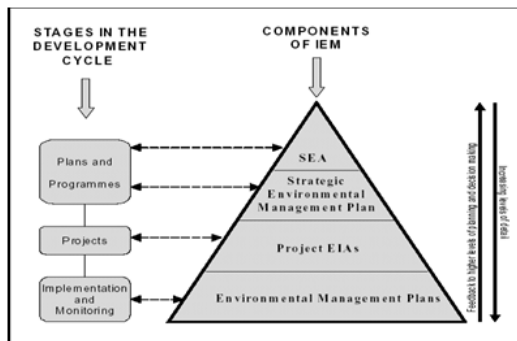 STAGES IN THE
DEVELOPMENT
CYCLE
COMPONENTS
OF IEM
Plans and
Programmes
Projects
Implementation
and
Monitoring
SEA
Strategic
Environmental
Management Plan
Project EIAs
Environmental Management Plans
Feedback to higher levels of planning and decision making
Increasing levels of detail